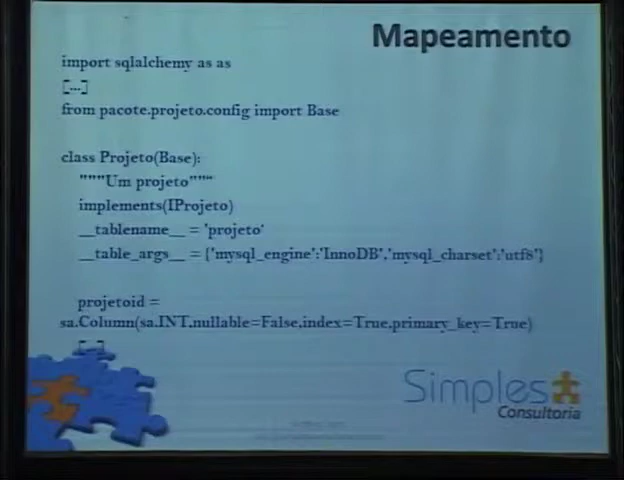 Mapeamento
import sqlalchemy as as
[...]
from pacote.projeto.config import Base
class Projeto(Base):
"""Um projeto"""
implements(IProjeto)
__tablename__ = 'projeto'
__table_args__ = {'mysql_engine':'InnoDB','mysql_charset':'utf8'}
projetoid =
sa.Column(sa.INT,nullable=False,index=True,primary_key=True)
[...]
Simples
Consultoria